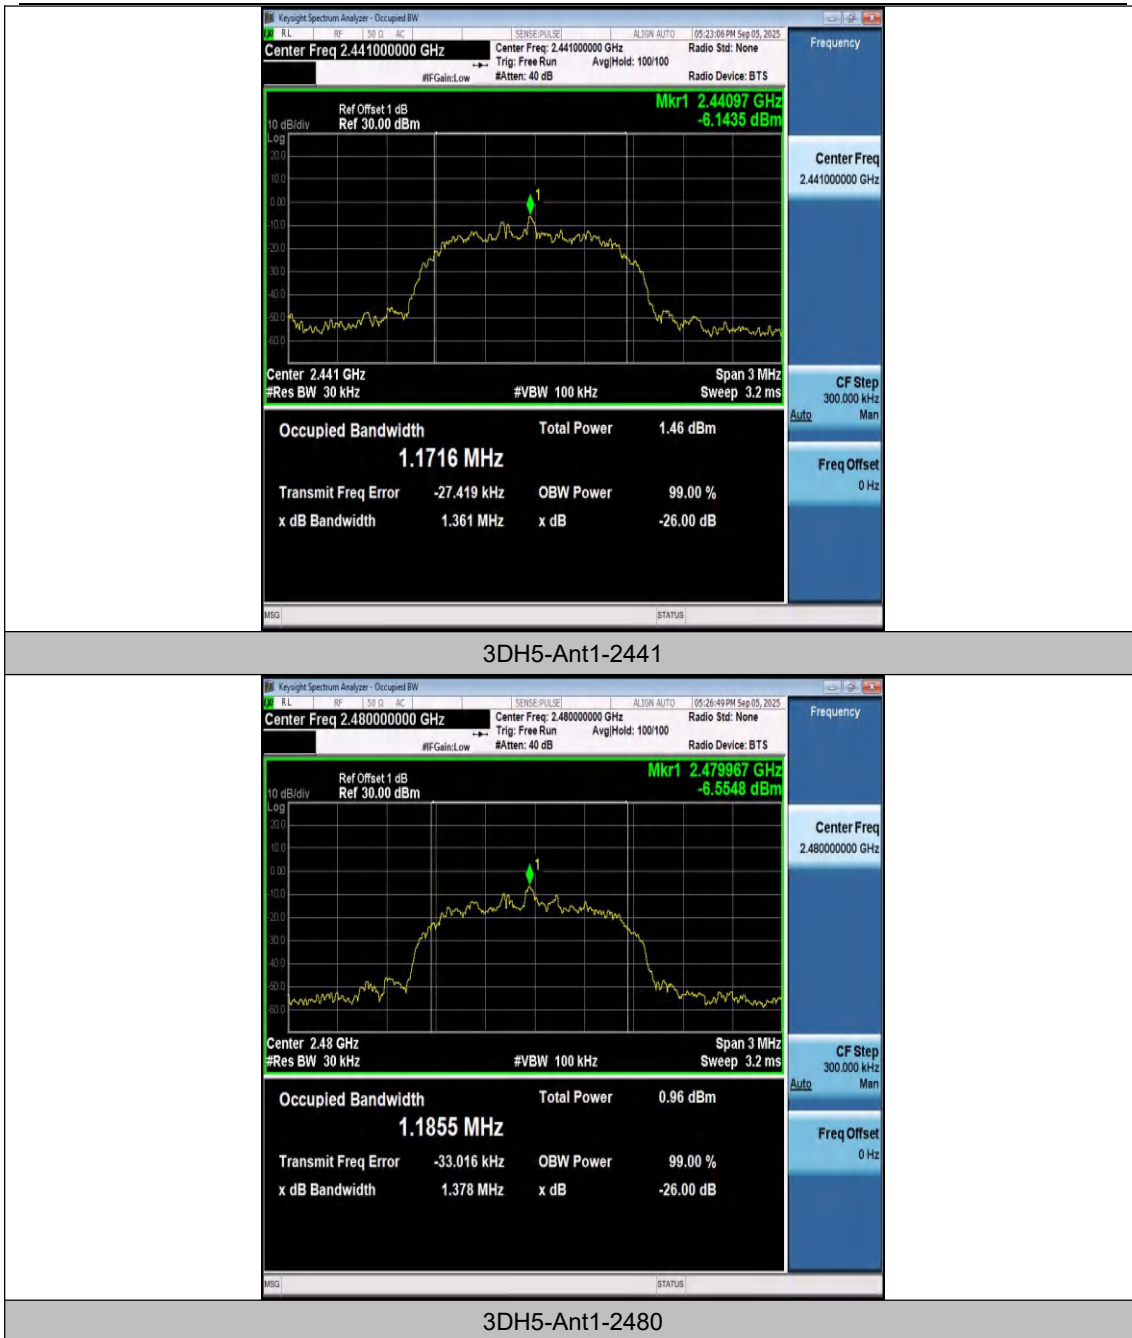 Keysight Spectrum Analyzer - Occupied BW
RL RF 50 Ω AC SENSE:PULSE ALIGN AUTO 05:23:06 PM Sep 05, 2025
Center Freq 2.441000000 GHz Center Freq: 2.441000000 GHz Radio Std: None
Trig: Free Run Avg|Hold: 100/100
#IFGain:Low #Atten: 40 dB Radio Device: BTS
Frequency
Ref Offset 1 dB Mkr1 2.44097 GHz
10 dB/div Ref 30.00 dBm -6.1435 dBm
Log
20.0
10.0
0.00
-10.0
-20.0
-30.0
-40.0
-50.0
-60.0
1
Center 2.441 GHz Span 3 MHz
#Res BW 30 kHz #VBW 100 kHz Sweep 3.2 ms
Center Freq
2.441000000 GHz
CF Step
300.000 kHz
Auto Man
Freq Offset
0 Hz
Occupied Bandwidth Total Power 1.46 dBm
1.1716 MHz
Transmit Freq Error -27.419 kHz OBW Power 99.00 %
x dB Bandwidth 1.361 MHz x dB -26.00 dB
MSG STATUS
3DH5-Ant1-2441
Keysight Spectrum Analyzer - Occupied BW
RL RF 50 Ω AC SENSE:PULSE ALIGN AUTO 05:26:49 PM Sep 05, 2025
Center Freq 2.480000000 GHz Center Freq: 2.480000000 GHz Radio Std: None
Trig: Free Run Avg|Hold: 100/100
#IFGain:Low #Atten: 40 dB Radio Device: BTS
Frequency
Ref Offset 1 dB Mkr1 2.479967 GHz
10 dB/div Ref 30.00 dBm -6.5548 dBm
Log
20.0
10.0
0.00
-10.0
-20.0
-30.0
-40.0
-50.0
-60.0
1
Center 2.48 GHz Span 3 MHz
#Res BW 30 kHz #VBW 100 kHz Sweep 3.2 ms
Center Freq
2.480000000 GHz
CF Step
300.000 kHz
Auto Man
Freq Offset
0 Hz
Occupied Bandwidth Total Power 0.96 dBm
1.1855 MHz
Transmit Freq Error -33.016 kHz OBW Power 99.00 %
x dB Bandwidth 1.378 MHz x dB -26.00 dB
MSG STATUS
3DH5-Ant1-2480